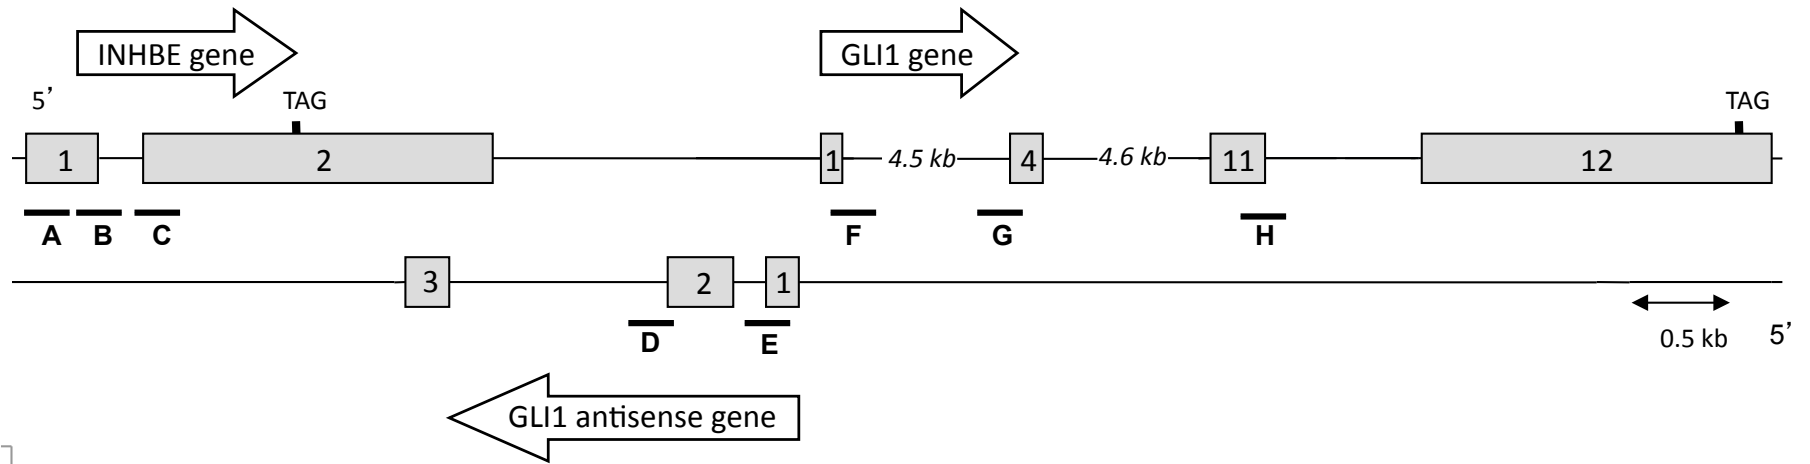 INHBE gene
GLI1 gene
5’
TAG
TAG
1
2
1
4.5 kb
4
4.6 kb
11
12
A
B
C
F
G
H
3
2
1
D
E
0.5 kb
5’
GLI1 antisense gene